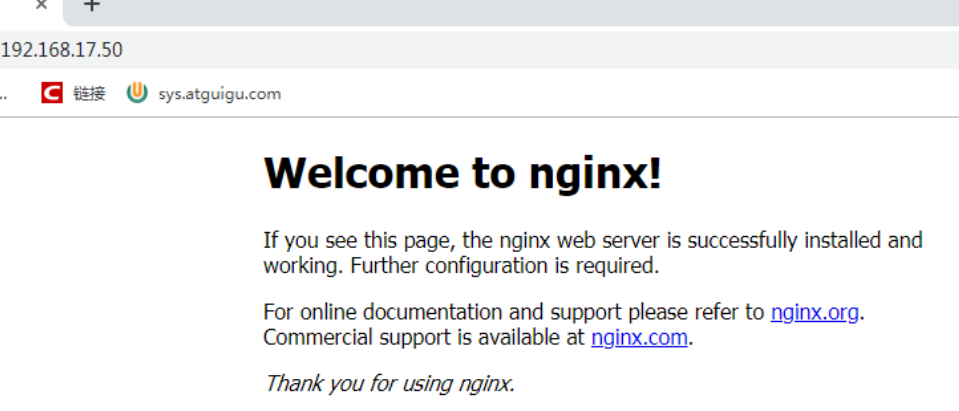 192.168.17.50
.. C 链接 sys.atguigu.com
Welcome to nginx!
If you see this page, the nginx web server is successfully installed and
working. Further configuration is required.
For online documentation and support please refer to nginx.org.
Commercial support is available at nginx.com.
Thank you for using nginx.